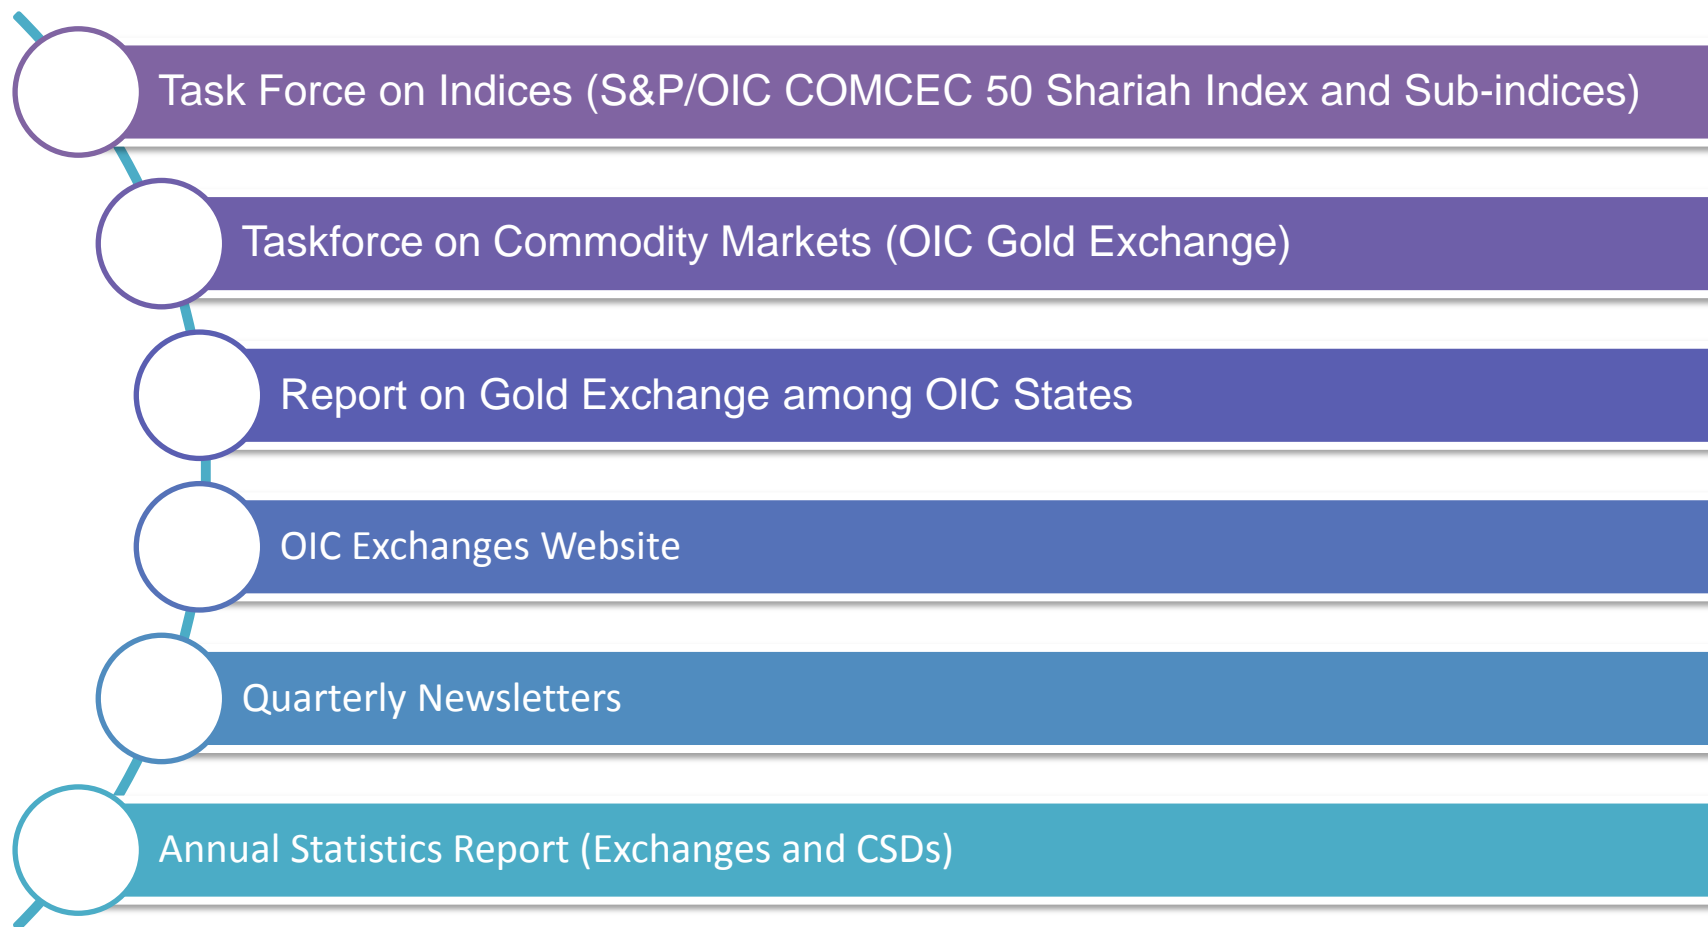 Task Force on Indices (S&P/OIC COMCEC 50 Shariah Index and Sub-indices)
Taskforce on Commodity Markets (OIC Gold Exchange)
Report on Gold Exchange among OIC States
OIC Exchanges Website
Quarterly Newsletters
Annual Statistics Report (Exchanges and CSDs)